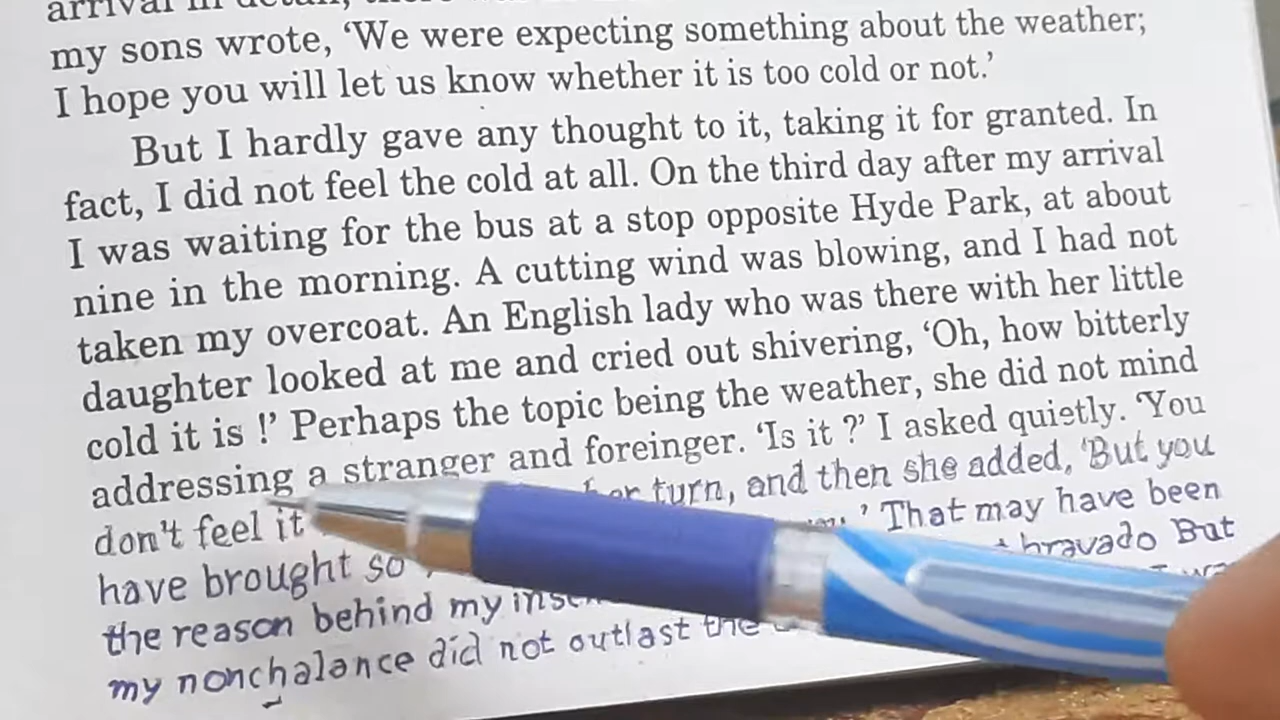 arrival in detail, there
my sons wrote, ‘We were expecting something about the weather;
I hope you will let us know whether it is too cold or not.’
But I hardly gave any thought to it, taking it for granted. In
fact, I did not feel the cold at all. On the third day after my arrival
I was waiting for the bus at a stop opposite Hyde Park, at about
nine in the morning. A cutting wind was blowing, and I had not
taken my overcoat. An English lady who was there with her little
daughter looked at me and cried out shivering, ‘Oh, how bitterly
cold it is !’ Perhaps the topic being the weather, she did not mind
addressing a stranger and foreinger. ‘Is it ?’ I asked quietly. ‘You
don't feel it turn, and then she added, ‘But you
have brought so ’ That may have been
the reason behind my bravado But
my nonchalance did not outlast the